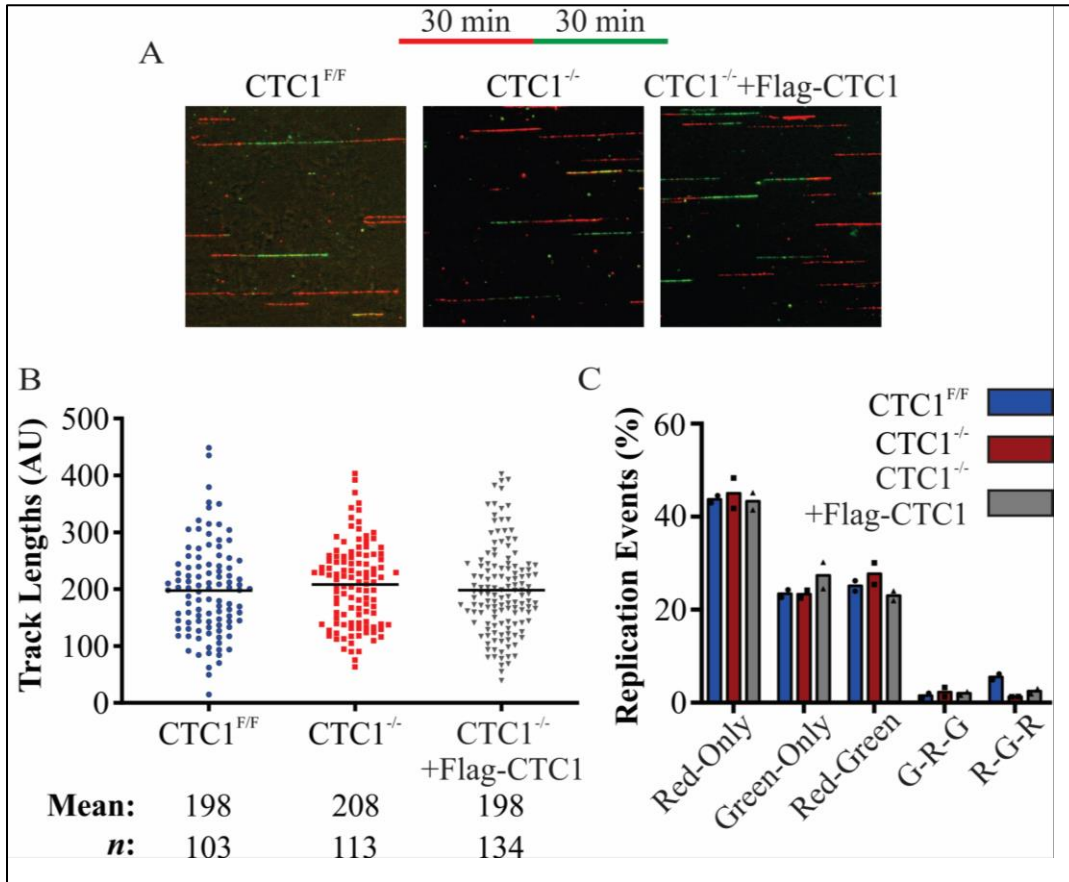 30 min 30 min
A
CTC1F/F CTC1-/- CTC1-/-+Flag-CTC1
B
Track Lengths (AU)
500
400
300
200
100
0
CTC1F/F CTC1-/- CTC1-/-
+Flag-CTC1
Mean: 198 208 198
n: 103 113 134
C
CTC1F/F
CTC1-/-
CTC1-/-
+Flag-CTC1
Replication Events (%)
60
40
20
0
Red-Only
Green-Only
Red-Green
G-R-G
R-G-R